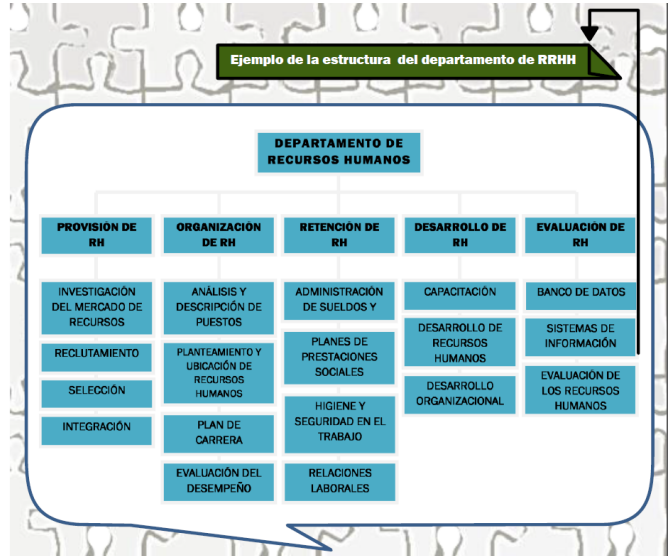 Ejemplo de la estructura del departamento de RRHH
DEPARTAMENTO DE
RECURSOS HUMANOS
PROVISIÓN DE
RH
ORGANIZACIÓN
DE RH
RETENCIÓN DE
RH
DESARROLLO DE
RH
EVALUACIÓN DE
RH
INVESTIGACIÓN
DEL MERCADO DE
RECURSOS
RECLUTAMIENTO
SELECCIÓN
INTEGRACIÓN
ANÁLISIS Y
DESCRIPCIÓN DE
PUESTOS
PLANTEAMIENTO Y
UBICACIÓN DE
RECURSOS
HUMANOS
PLAN DE
CARRERA
EVALUACIÓN DEL
DESEMPEÑO
ADMINISTRACIÓN
DE SUELDOS Y
PLANES DE
PRESTACIONES
SOCIALES
HIGIENE Y
SEGURIDAD EN EL
TRABAJO
RELACIONES
LABORALES
CAPACITACIÓN
DESARROLLO DE
RECURSOS
HUMANOS
DESARROLLO
ORGANIZACIONAL
BANCO DE DATOS
SISTEMAS DE
INFORMACIÓN
EVALUACIÓN DE
LOS RECURSOS
HUMANOS